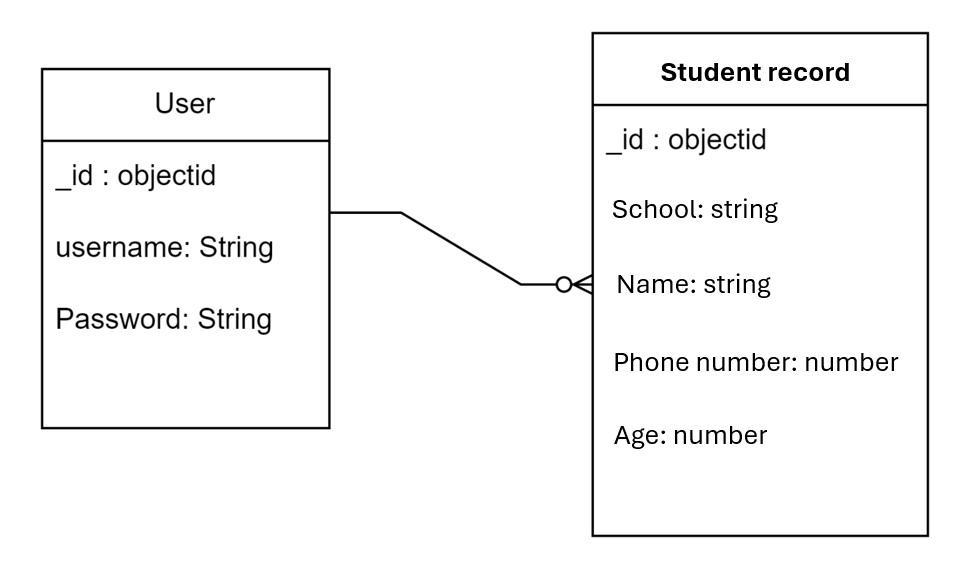 User
_id : objectid
username: String
Password: String
Student record
_id : objectid
School: string
Name: string
Phone number: number
Age: number